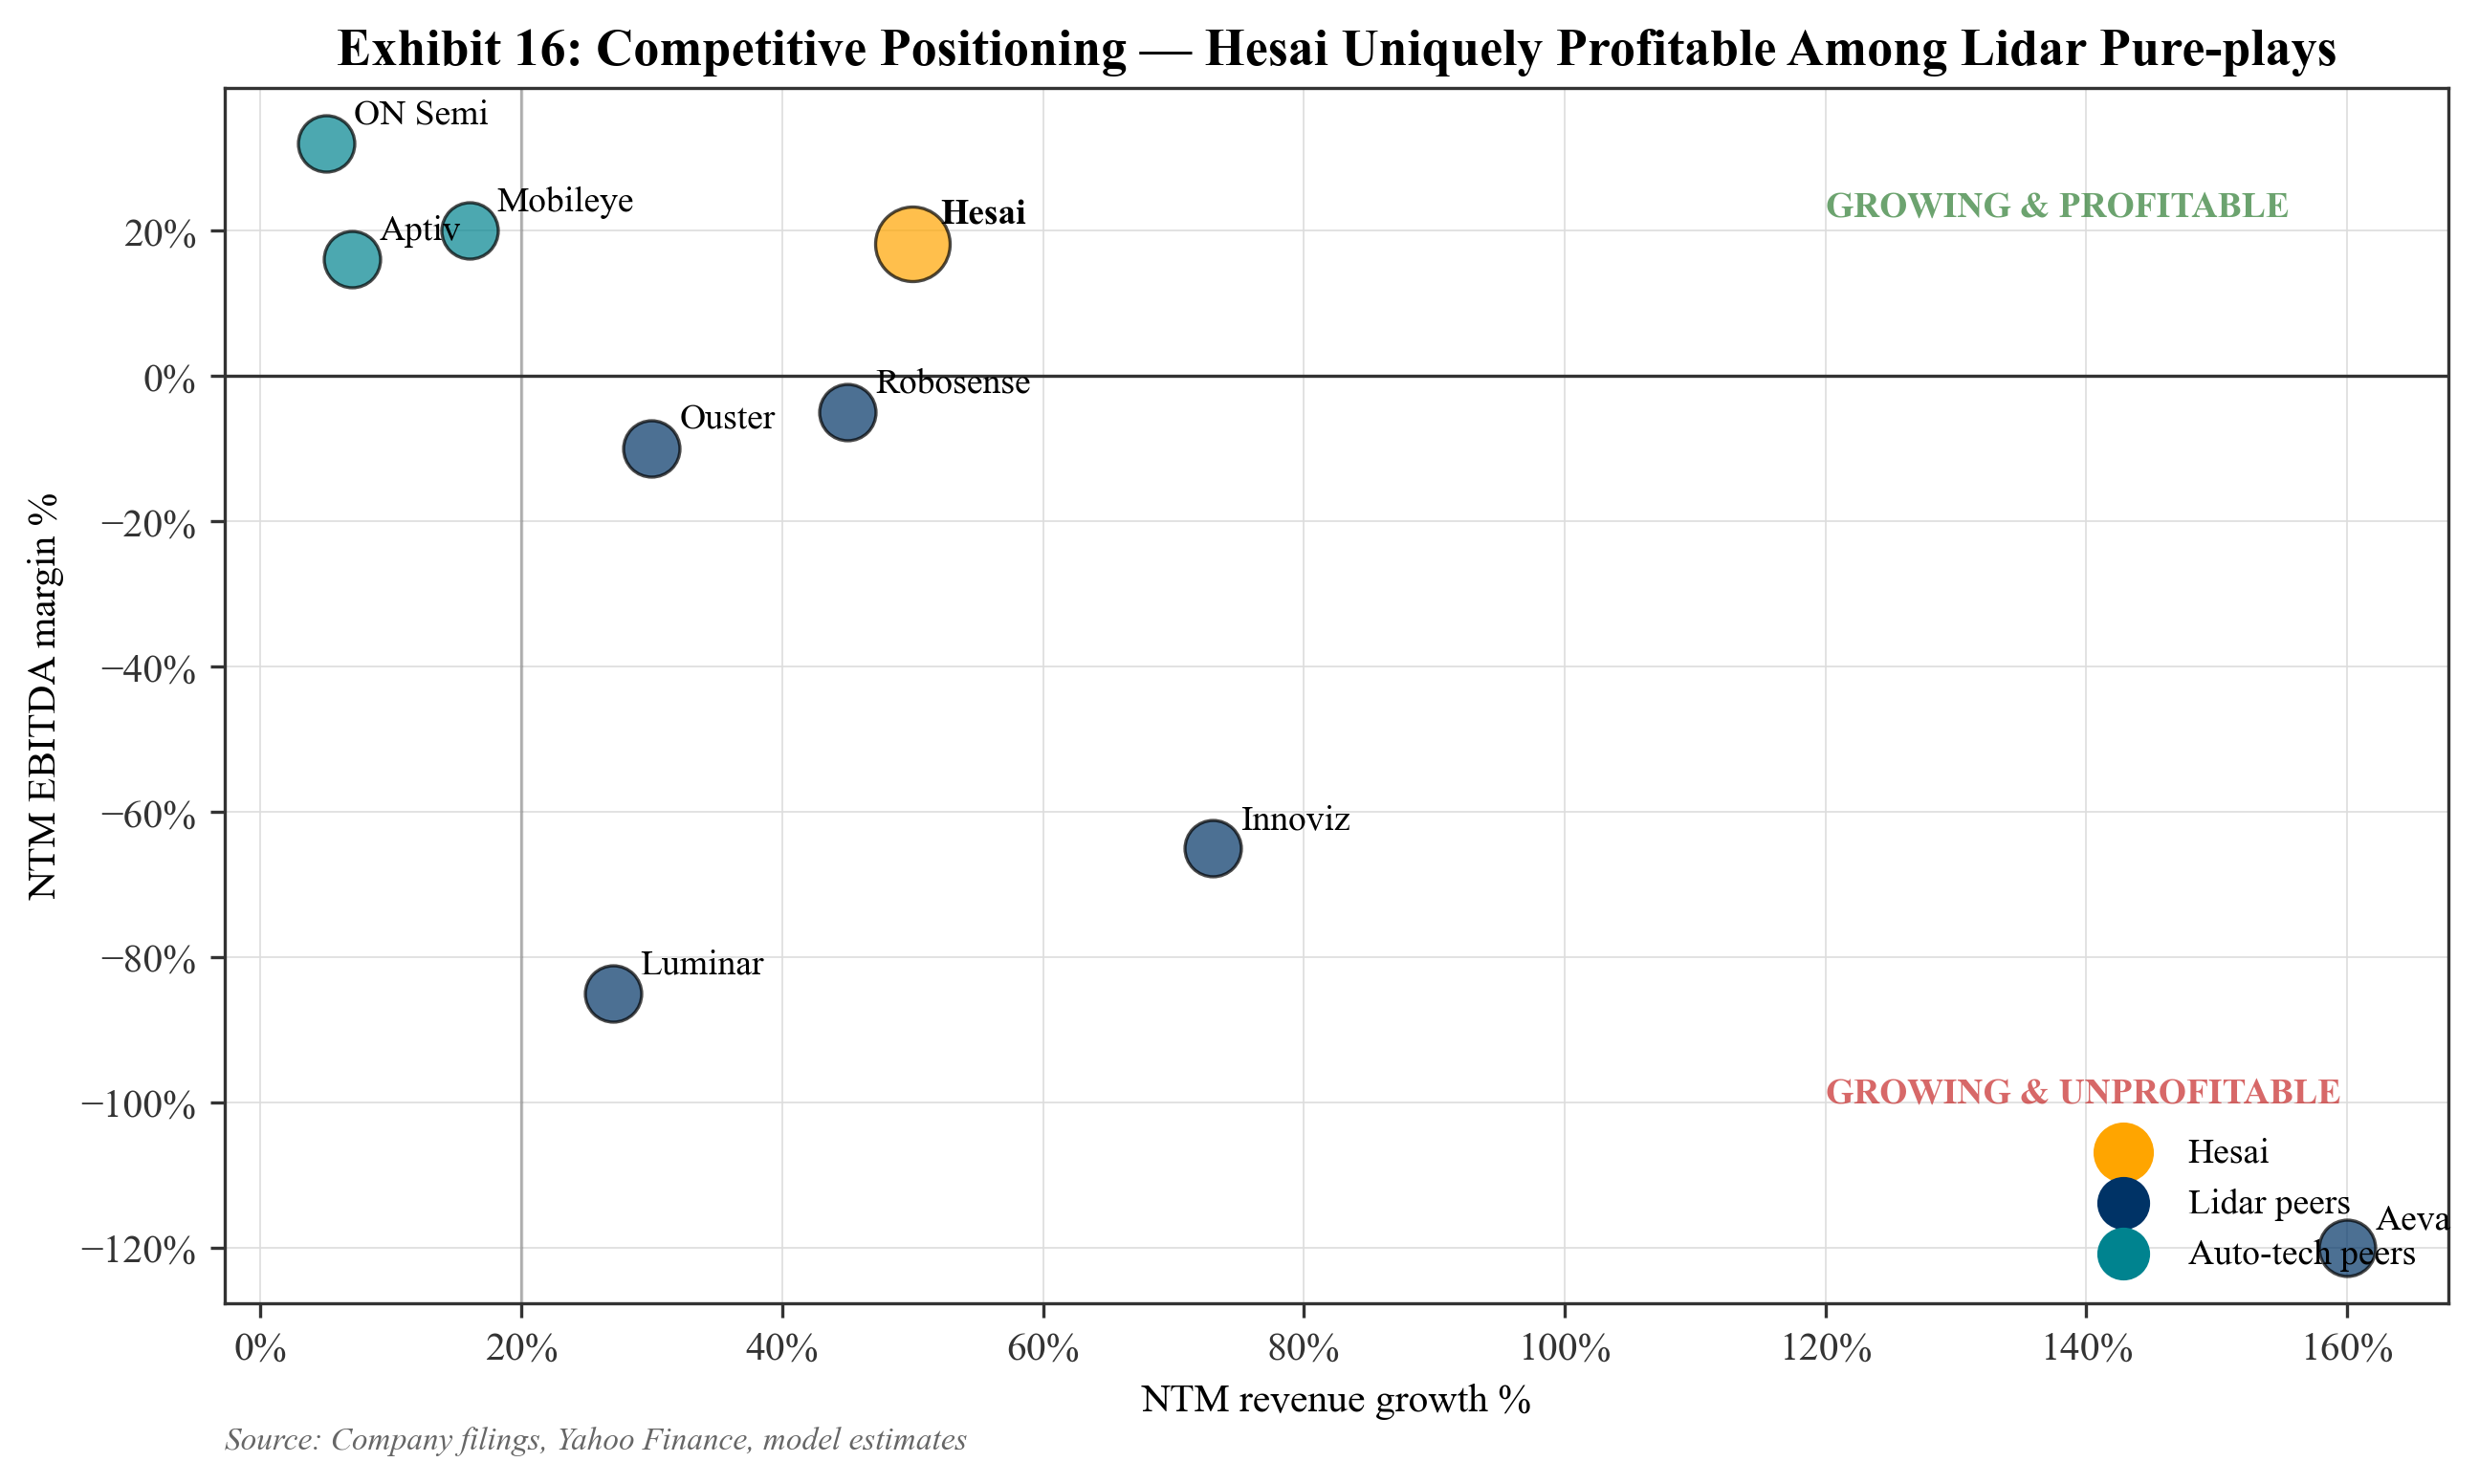 Exhibit 16: Competitive Positioning — Hesai Uniquely Profitable Among Lidar Pure-plays
ON Semi
Mobileye
Aptiv
Hesai
GROWING & PROFITABLE
Robosense
Ouster
Innoviz
Luminar
GROWING & UNPROFITABLE
Hesai
Lidar peers
Auto-tech peers
Aeva
NTM EBITDA margin %
20%
0%
−20%
−40%
−60%
−80%
−100%
−120%
0% 20% 40% 60% 80% 100% 120% 140% 160%
NTM revenue growth %
Source: Company filings, Yahoo Finance, model estimates